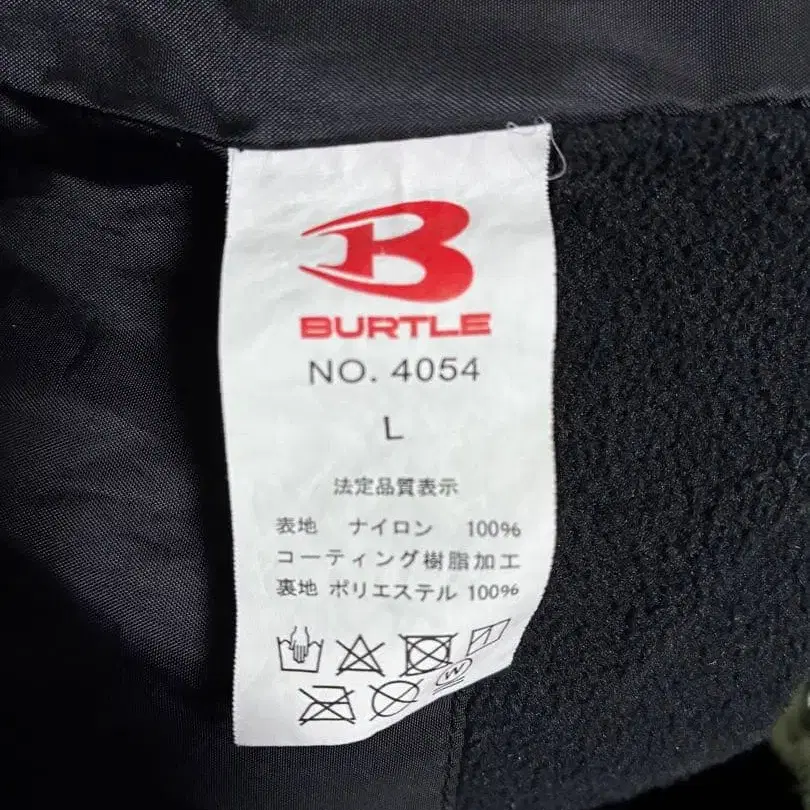 B
BURTLE
NO. 4054
L
法定品質表示
表地 ナイロン 100%
コーティング樹脂加工
裏地 ポリエステル 100%
W